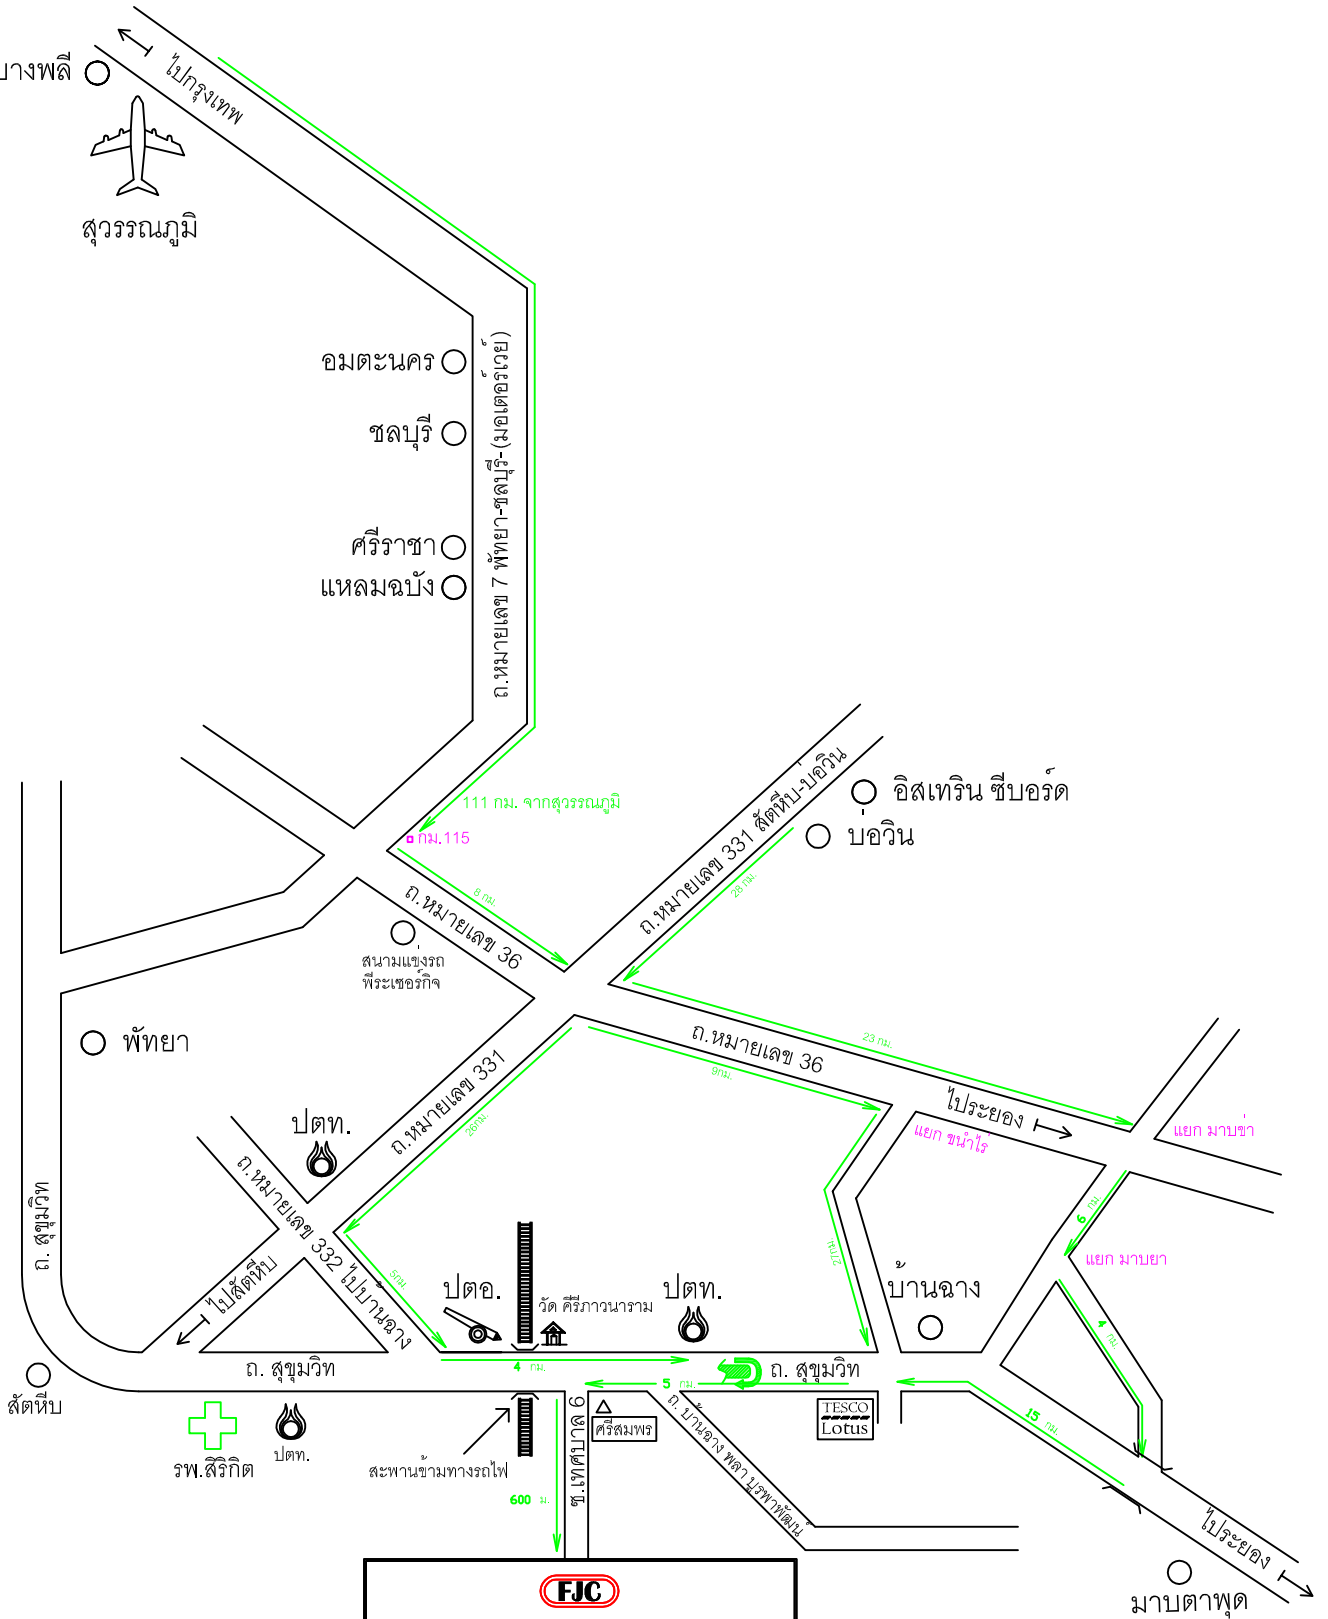 บางพลี
ไปกรุงเทพ
สุวรรณภูมิ
อมตะนคร
ชลบุรี
ศรีราชา
แหลมฉบัง
ถ.หมายเลข 7 พัทยา-ชลบุรี-(มอเตอร์เวย์)
111 กม. จากสุวรรณภูมิ
กม.115
ถ.หมายเลข 331 สัตหีบ-บ่อวิน
อิสเทริน ซีบอร์ด
บ่อวิน
28 กม.
8 กม.
ถ.หมายเลข 36
สนามแข่งรถ
พีระเซอร์กิจ
พัทยา
ถ.หมายเลข 36
23 กม.
9กม.
ไประยอง
แยก ขนำไร่
แยก มาบข่า
ถ.หมายเลข 331
26กม.
ปตท.
ถ.หมายเลข 332 ไปบ้านฉาง
ถ. สุขุมวิท
ไปสัตหีบ
5กม
27กม
6 กม.
แยก มาบยา
ปตอ.
วัด คีรีภาวนาราม
ปตท.
บ้านฉาง
4 กม.
ถ. สุขุมวิท
4 กม.
ถ. สุขุมวิท
5 กม.
สัตหีบ
รพ.สิริกิต
ปตท.
สะพานข้ามทางรถไฟ
ซ.เทศบาล 6
ศรีสมพร
ถ. บ้านฉาง พลา บูรพาพัฒน์
TESCO
Lotus
15 กม.
600 ม.
ไประยอง
มาบตาพุด
FJC